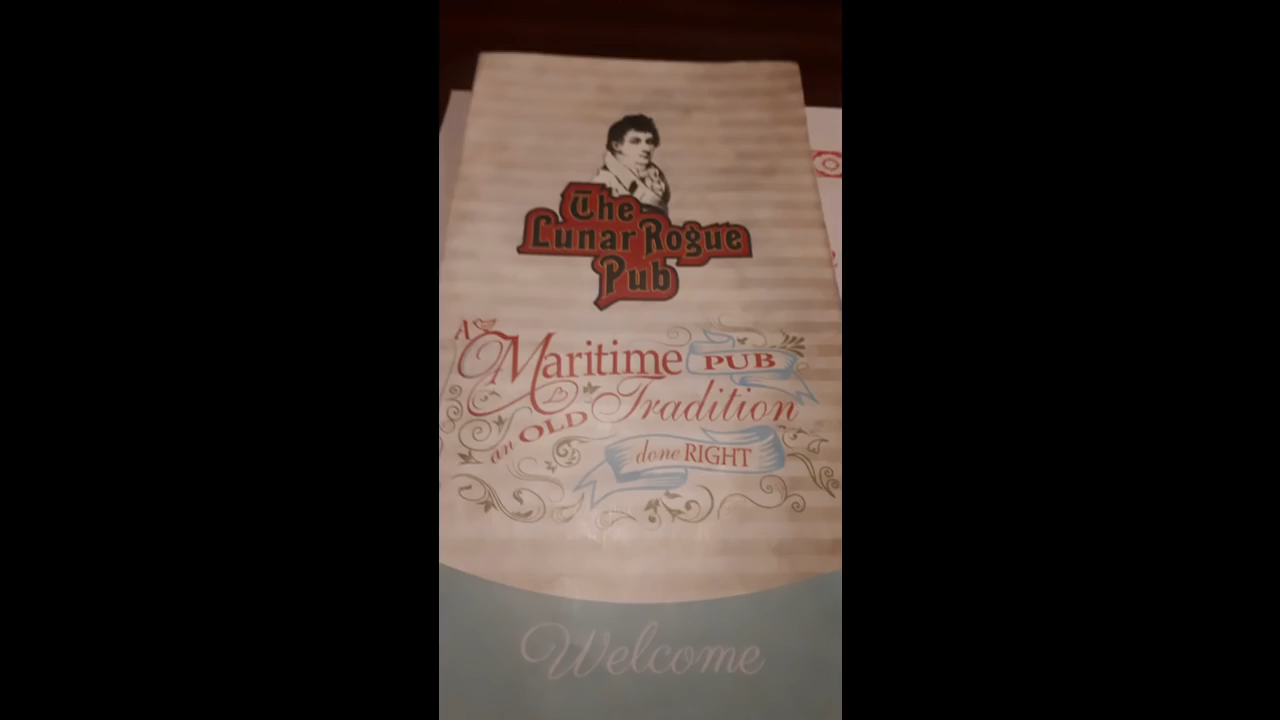 The
Lunar Rogue
Pub
A
Maritime PUB
an OLD Tradition
done RIGHT
Welcome